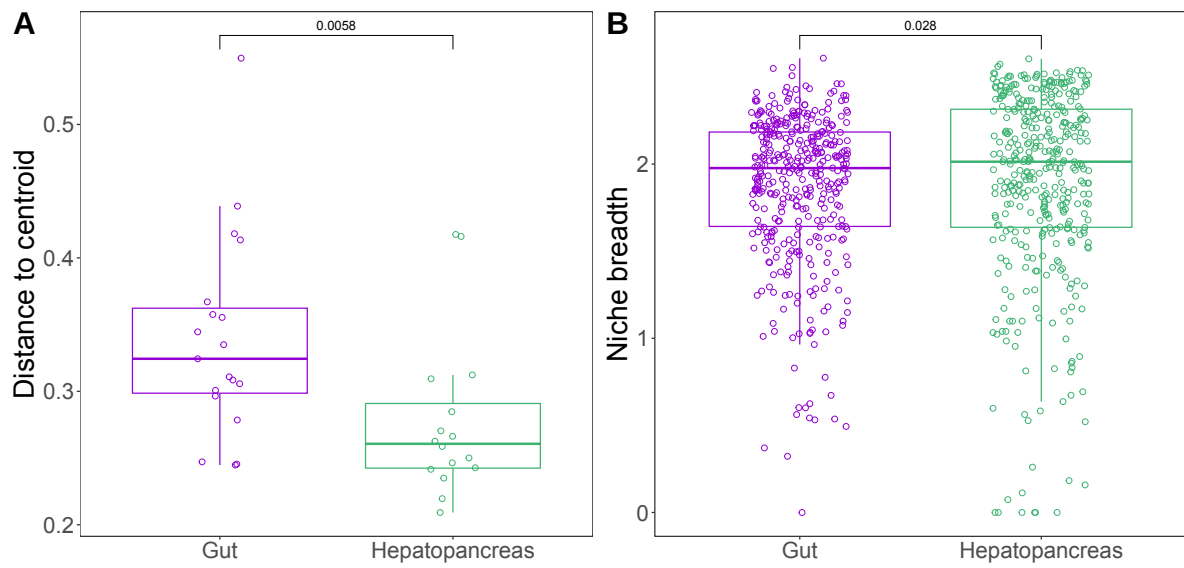 A
0.0058
Distance to centroid
0.5
0.4
0.3
0.2
Gut
Hepatopancreas
B
0.028
Niche breadth
2
1
0
Gut
Hepatopancreas